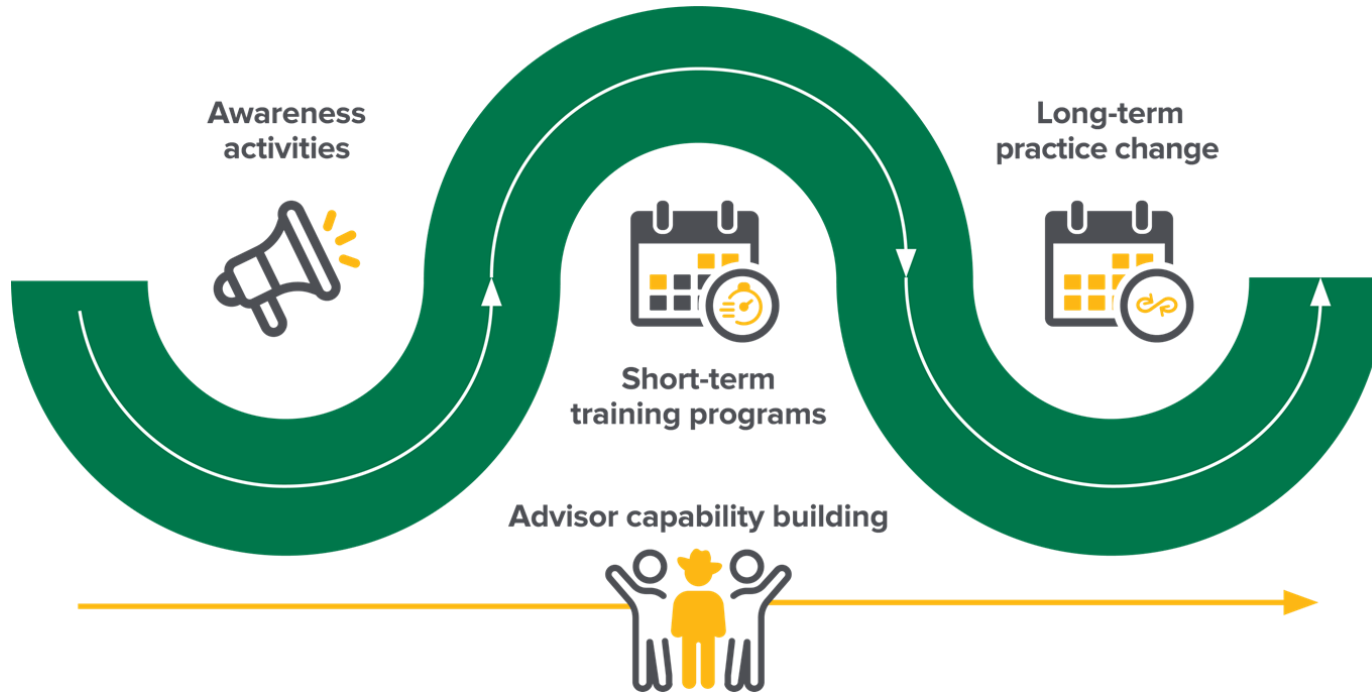 Awareness
activities
Short-term
training programs
Long-term
practice change
Advisor capability building